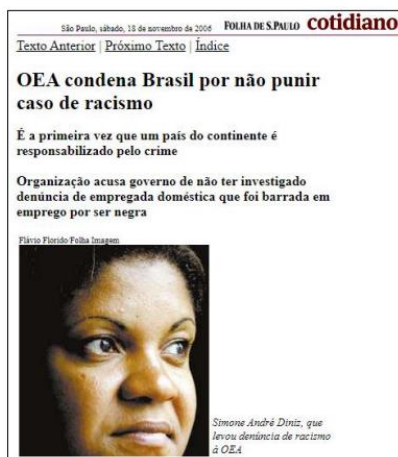 São Paulo, sábado, 18 de novembro de 2006 FOLHA DE S.PAULO cotidiano
Texto Anterior | Próximo Texto | Índice
OEA condena Brasil por não punir
caso de racismo
É a primeira vez que um país do continente é
responsabilizado pelo crime
Organização acusa governo de não ter investigado
denúncia de empregada doméstica que foi barrada em
emprego por ser negra
Flávio Florido/Folha Imagem
Simone André Diniz, que
levou denúncia de racismo
à OEA